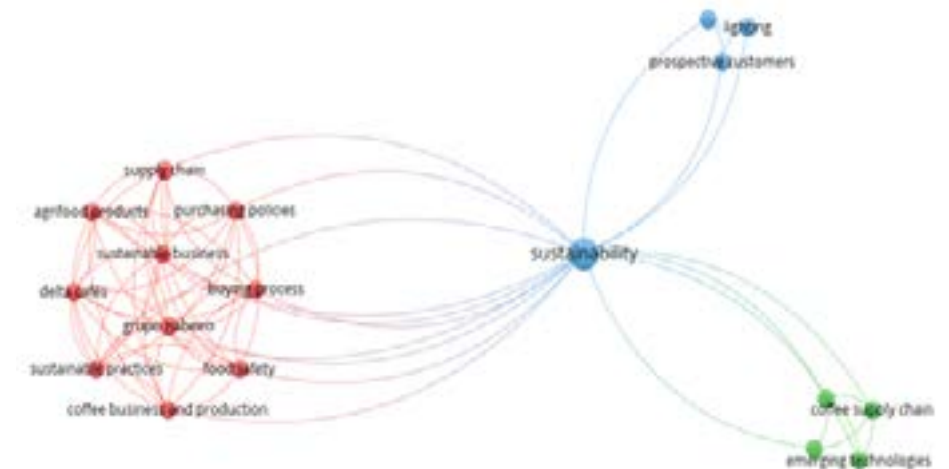 lighting
prospective customers
supply chain
agrifood products
purchasing policies
sustainable business
sustainability
delta cafés
buying process
grupo nabeiro
sustainable practices
food safety
coffee business and production
coffee supply chain
emerging technologies